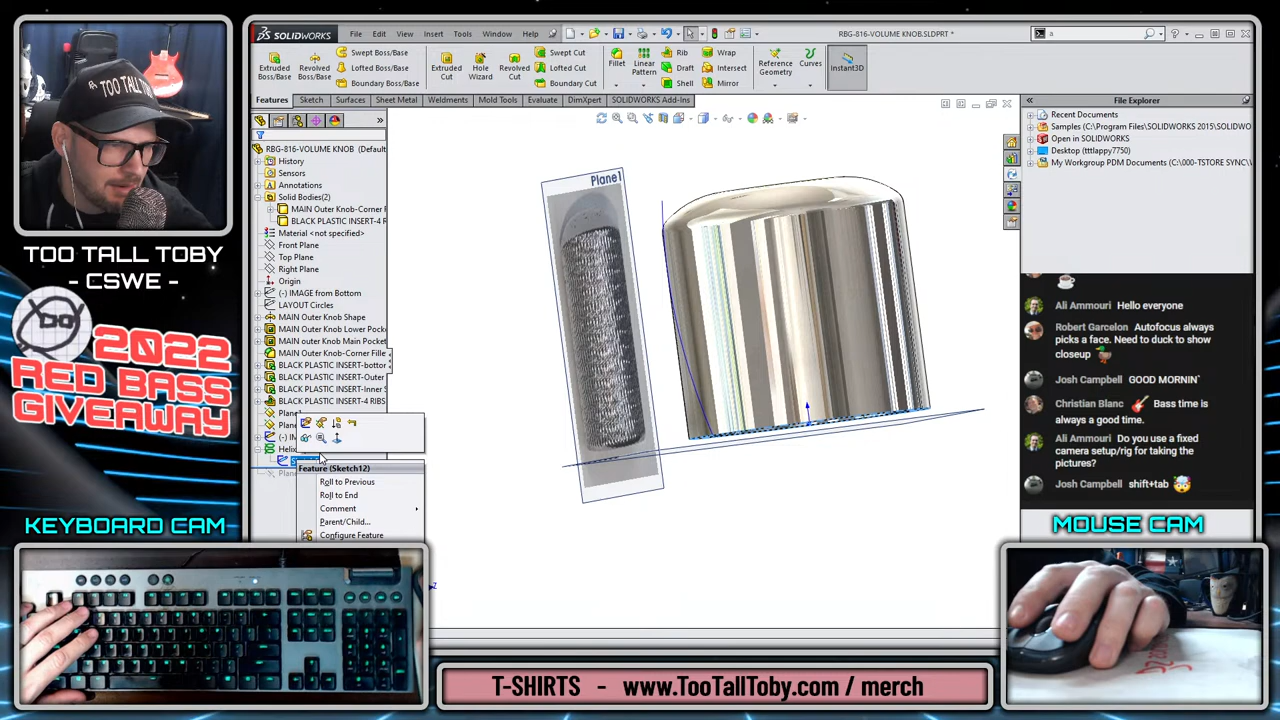 SOLIDWORKS
File Edit View Insert Tools Window Help
RBG-816-VOLUME KNOB.SLDPRT *
a
Extruded Boss/Base
Revolved Boss/Base
Swept Boss/Base
Lofted Boss/Base
Boundary Boss/Base
Extruded Cut
Hole Wizard
Revolved Cut
Swept Cut
Lofted Cut
Boundary Cut
Fillet
Linear Pattern
Rib
Draft
Shell
Wrap
Intersect
Mirror
Reference Geometry
Curves
Instant3D
Features Sketch Surfaces Sheet Metal Weldments Mold Tools Evaluate DimXpert SOLIDWORKS Add-Ins
RBG-816-VOLUME KNOB (Default
History
Sensors
Annotations
Solid Bodies(2)
MAIN Outer Knob-Corner F
BLACK PLASTIC INSERT-4 R
Material <not specified>
Front Plane
Top Plane
Right Plane
Origin
(-) IMAGE from Bottom
LAYOUT Circles
MAIN Outer Knob Shape
MAIN Outer Knob Lower Pock
MAIN Outer knob Main Pocket
MAIN Outer Knob-Corner Fille
BLACK PLASTIC INSERT-bottor
BLACK PLASTIC INSERT-Outer
BLACK PLASTIC INSERT-Inner S
BLACK PLASTIC INSERT-4 RIBS
Feature (Sketch12)
Roll to Previous
Roll to End
Comment
Parent/Child...
Configure Feature
Plane1
File Explorer
Recent Documents
Samples (C:\Program Files\SOLIDWORKS 2015\SOLIDWO
Open in SOLIDWORKS
Desktop (tttlappy7750)
My Workgroup PDM Documents (C:\000-TSTORE SYNC\V
Ali Ammouri Hello everyone
Robert Garcelon Autofocus always
picks a face. Need to duck to show
closeup
Josh Campbell GOOD MORNIN`
Christian Blanc Bass time is
always a good time.
Ali Ammouri Do you use a fixed
camera setup/rig for taking the
pictures?
Josh Campbell shift+tab
TOO TALL TOBY
TOO TALL TOBY
- CSWE -
2022
RED BASS
GIVEAWAY
KEYBOARD CAM
MOUSE CAM
T-SHIRTS - www.TooTallToby.com / merch